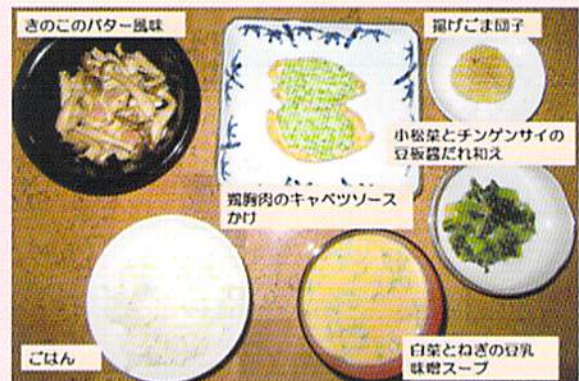 きのこのバター風味
揚げごま団子
小松菜とチンゲンサイの
豆板醤だれ和え
鶏胸肉のキャベツソース
かけ
ごはん
白菜とねぎの豆乳
味噌スープ